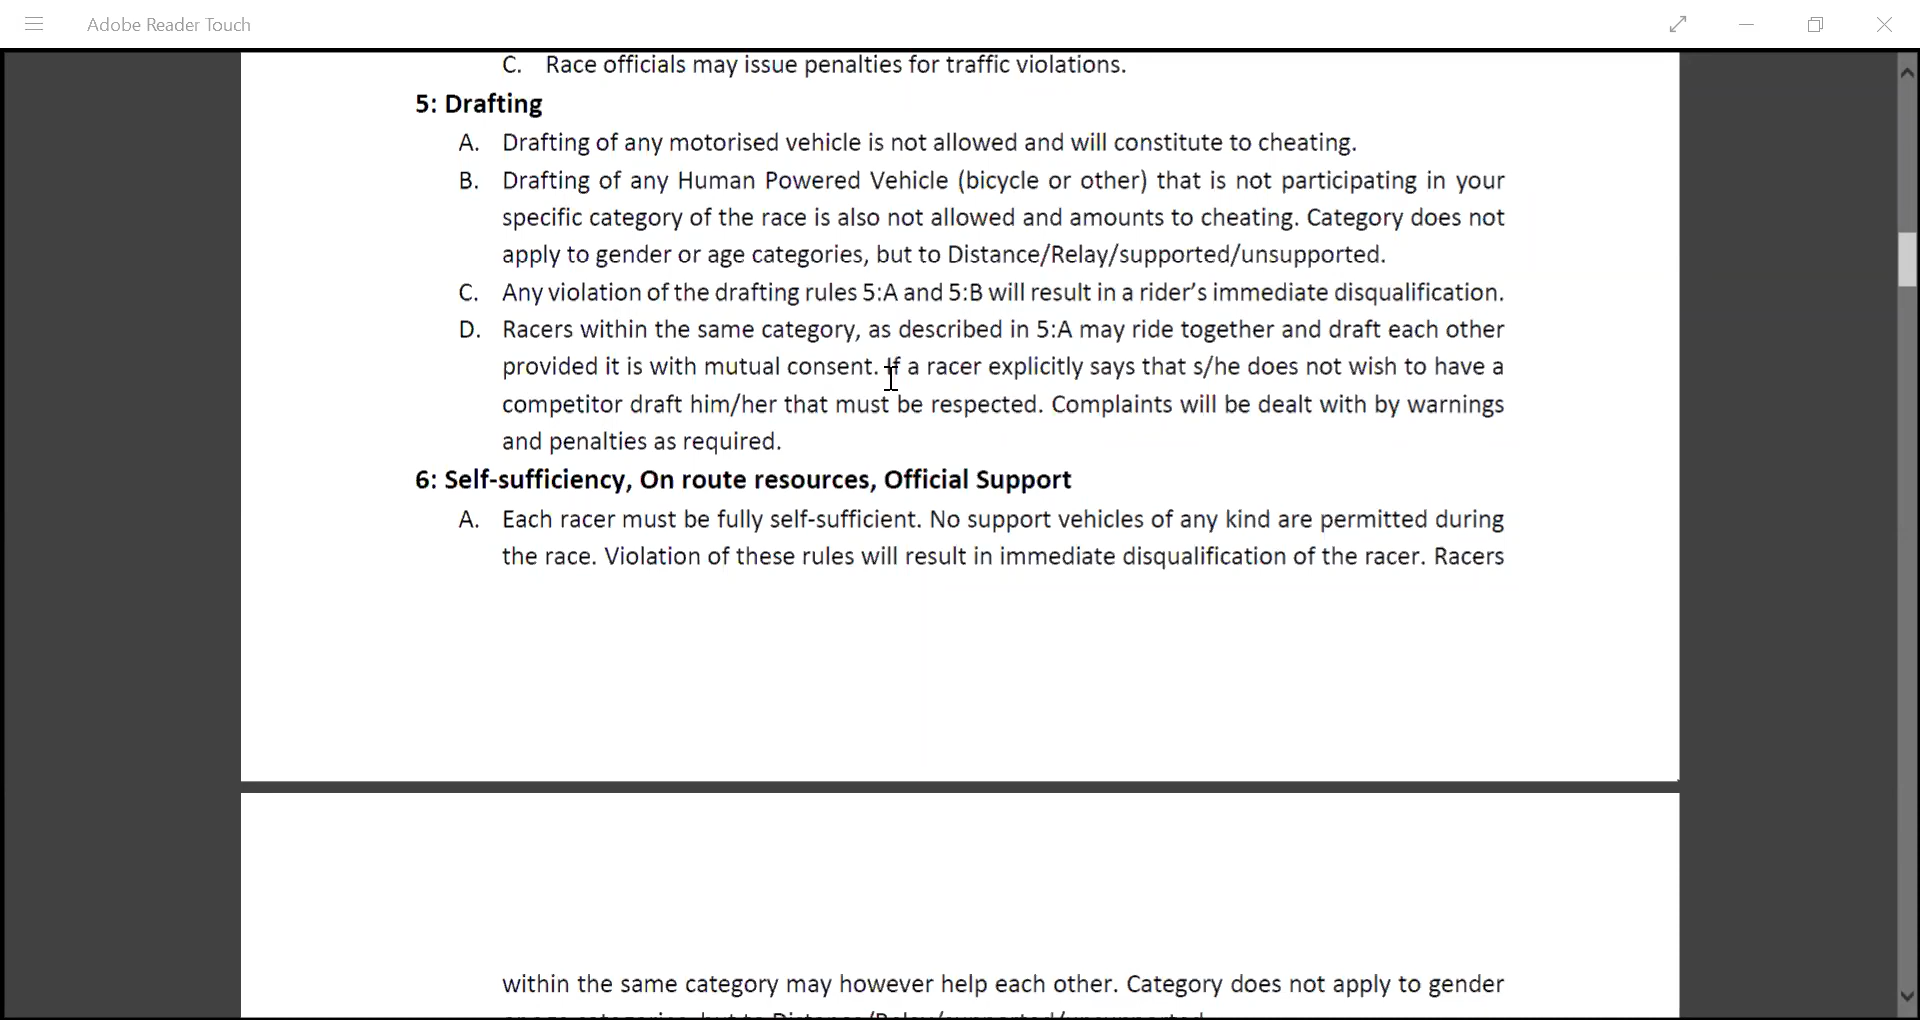 Adobe Reader Touch
C. Race officials may issue penalties for traffic violations.
5: Drafting
A. Drafting of any motorised vehicle is not allowed and will constitute to cheating.
B. Drafting of any Human Powered Vehicle (bicycle or other) that is not participating in your
specific category of the race is also not allowed and amounts to cheating. Category does not
apply to gender or age categories, but to Distance/Relay/supported/unsupported.
C. Any violation of the drafting rules 5:A and 5:B will result in a rider’s immediate disqualification.
D. Racers within the same category, as described in 5:A may ride together and draft each other
provided it is with mutual consent. If a racer explicitly says that s/he does not wish to have a
competitor draft him/her that must be respected. Complaints will be dealt with by warnings
and penalties as required.
6: Self-sufficiency, On route resources, Official Support
A. Each racer must be fully self-sufficient. No support vehicles of any kind are permitted during
the race. Violation of these rules will result in immediate disqualification of the racer. Racers
within the same category may however help each other. Category does not apply to gender
or age categories, but to Distance/Relay/supported/unsupported.